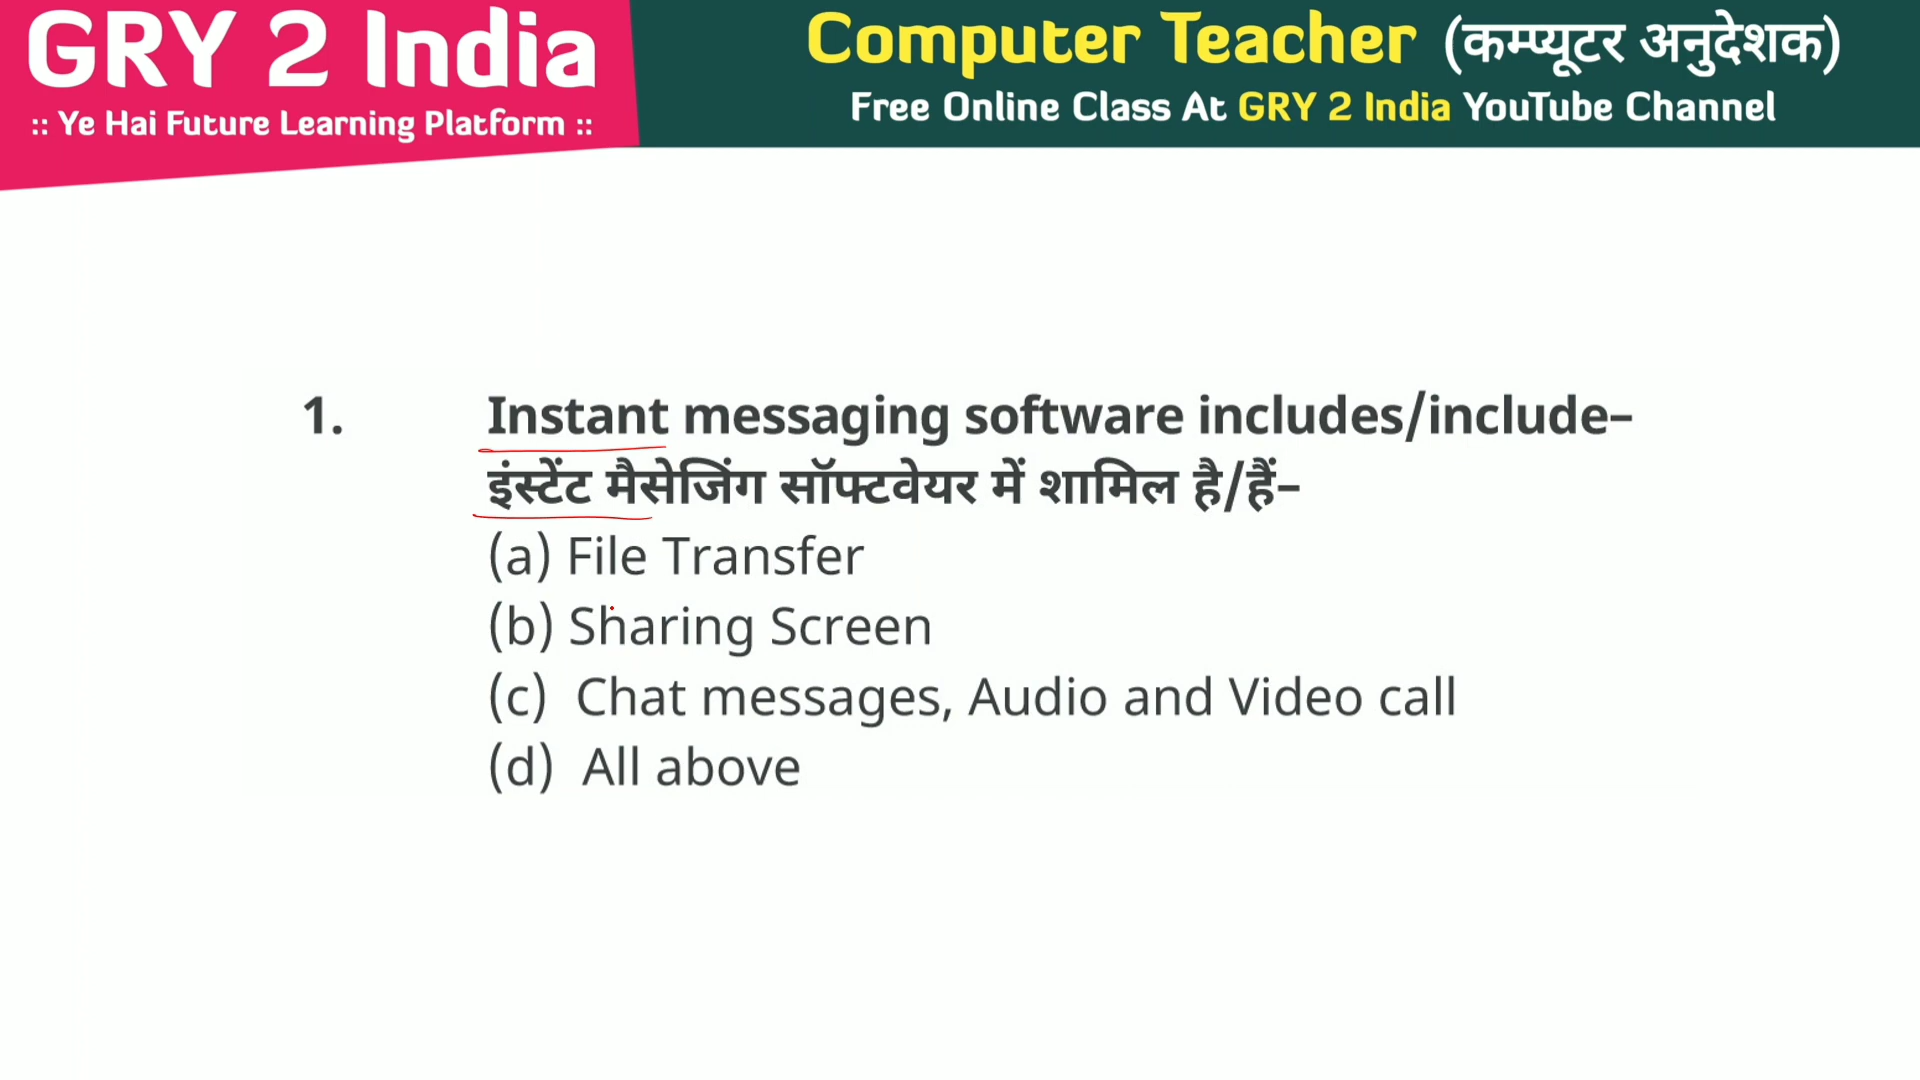 GRY 2 India
:: Ye Hai Future Learning Platform ::
Computer Teacher (कम्प्यूटर अनुदेशक)
Free Online Class At GRY 2 India YouTube Channel
1. Instant messaging software includes/include–
इंस्टेंट मैसेजिंग सॉफ्टवेयर में शामिल है/हैं–
(a) File Transfer
(b) Sharing Screen
(c) Chat messages, Audio and Video call
(d) All above